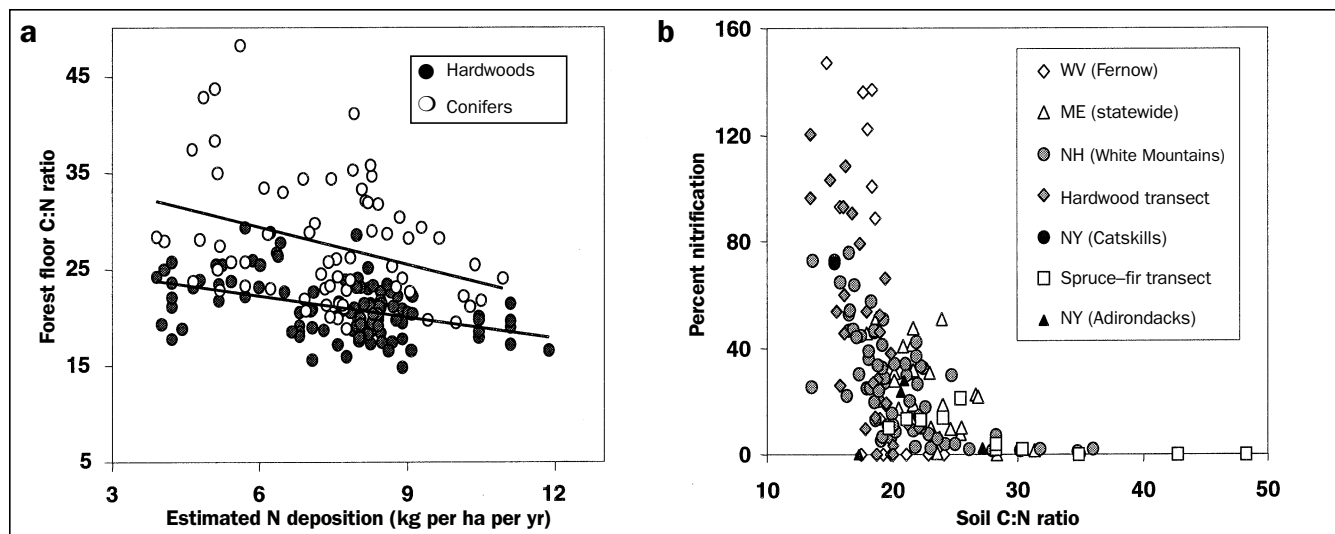 a
45
35
25
15
5
3
6
9
12
Forest floor C:N ratio
Estimated N deposition (kg per ha per yr)
Hardwoods
Conifers
b
160
120
80
40
0
10
20
30
40
50
Percent nitrification
Soil C:N ratio
WV (Fernow)
ME (statewide)
NH (White Mountains)
Hardwood transect
NY (Catskills)
Spruce–fir transect
NY (Adirondacks)